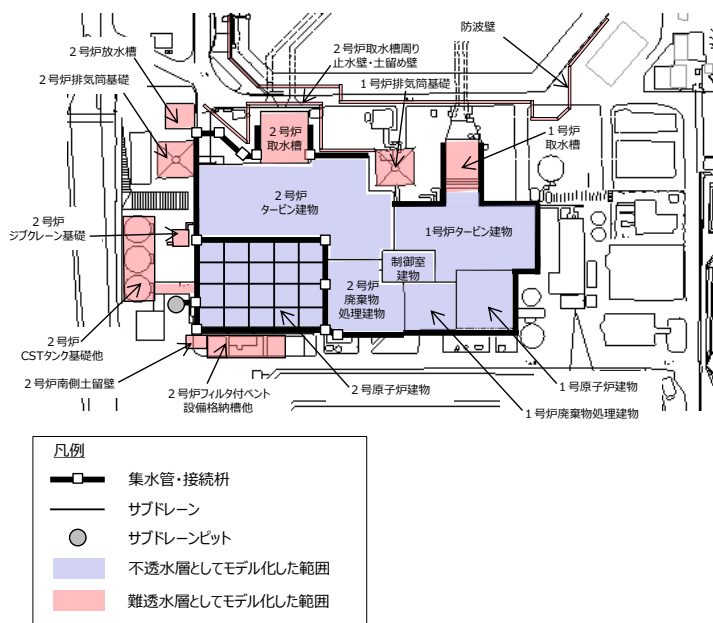 防波壁
2号炉放水槽
2号炉取水槽周り
止水壁・土留め壁
2号炉排気筒基礎
1号炉排気筒基礎
2号炉
取水槽
1号炉
取水槽
2号炉
タービン建物
2号炉
ジブクレーン基礎
1号炉タービン建物
制御室
建物
2号炉
廃棄物
処理建物
2号炉
CSTタンク基礎他
2号炉南側土留壁
2号炉フィルタ付ベント
設備格納槽他
2号原子炉建物
1号原子炉建物
1号炉廃棄物処理建物
凡例
集水管・接続枡
サブドレーン
サブドレーンピット
不透水層としてモデル化した範囲
難透水層としてモデル化した範囲